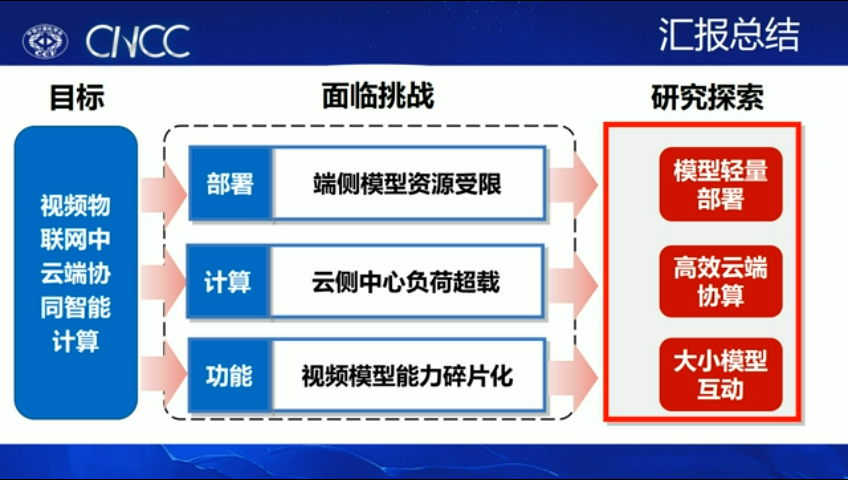 CNCC
汇报总结
目标
面临挑战
研究探索
视频物
联网中
云端协
同智能
计算
部署
端侧模型资源受限
模型轻量
部署
计算
云侧中心负荷超载
高效云端
协算
功能
视频模型能力碎片化
大小模型
互动